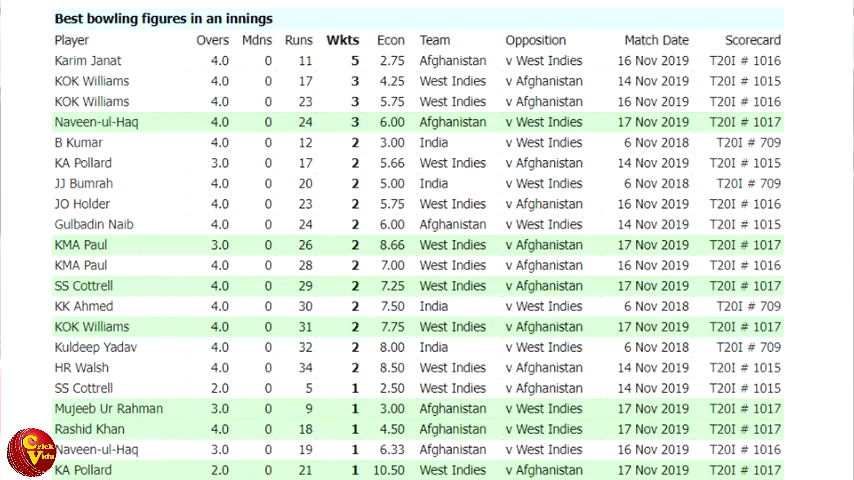 Best bowling figures in an innings
Player Overs Mdns Runs Wkts Econ Team Opposition Match Date Scorecard
Karim Janat 4.0 0 11 5 2.75 Afghanistan v West Indies 16 Nov 2019 T20I # 1016
KOK Williams 4.0 0 17 3 4.25 West Indies v Afghanistan 14 Nov 2019 T20I # 1015
KOK Williams 4.0 0 23 3 5.75 West Indies v Afghanistan 16 Nov 2019 T20I # 1016
Naveen-ul-Haq 4.0 0 24 3 6.00 Afghanistan v West Indies 17 Nov 2019 T20I # 1017
B Kumar 4.0 0 12 2 3.00 India v West Indies 6 Nov 2018 T20I # 709
KA Pollard 3.0 0 17 2 5.66 West Indies v Afghanistan 14 Nov 2019 T20I # 1015
JJ Bumrah 4.0 0 20 2 5.00 India v West Indies 6 Nov 2018 T20I # 709
JO Holder 4.0 0 23 2 5.75 West Indies v Afghanistan 16 Nov 2019 T20I # 1016
Gulbadin Naib 4.0 0 24 2 6.00 Afghanistan v West Indies 14 Nov 2019 T20I # 1015
KMA Paul 3.0 0 26 2 8.66 West Indies v Afghanistan 17 Nov 2019 T20I # 1017
KMA Paul 4.0 0 28 2 7.00 West Indies v Afghanistan 16 Nov 2019 T20I # 1016
SS Cottrell 4.0 0 29 2 7.25 West Indies v Afghanistan 17 Nov 2019 T20I # 1017
KK Ahmed 4.0 0 30 2 7.50 India v West Indies 6 Nov 2018 T20I # 709
KOK Williams 4.0 0 31 2 7.75 West Indies v Afghanistan 17 Nov 2019 T20I # 1017
Kuldeep Yadav 4.0 0 32 2 8.00 India v West Indies 6 Nov 2018 T20I # 709
HR Walsh 4.0 0 34 2 8.50 West Indies v Afghanistan 14 Nov 2019 T20I # 1015
SS Cottrell 2.0 0 5 1 2.50 West Indies v Afghanistan 14 Nov 2019 T20I # 1015
Mujeeb Ur Rahman 3.0 0 9 1 3.00 Afghanistan v West Indies 17 Nov 2019 T20I # 1017
Rashid Khan 4.0 0 18 1 4.50 Afghanistan v West Indies 17 Nov 2019 T20I # 1017
Naveen-ul-Haq 3.0 0 19 1 6.33 Afghanistan v West Indies 16 Nov 2019 T20I # 1016
KA Pollard 2.0 0 21 1 10.50 West Indies v Afghanistan 17 Nov 2019 T20I # 1017
Crick
Vidz